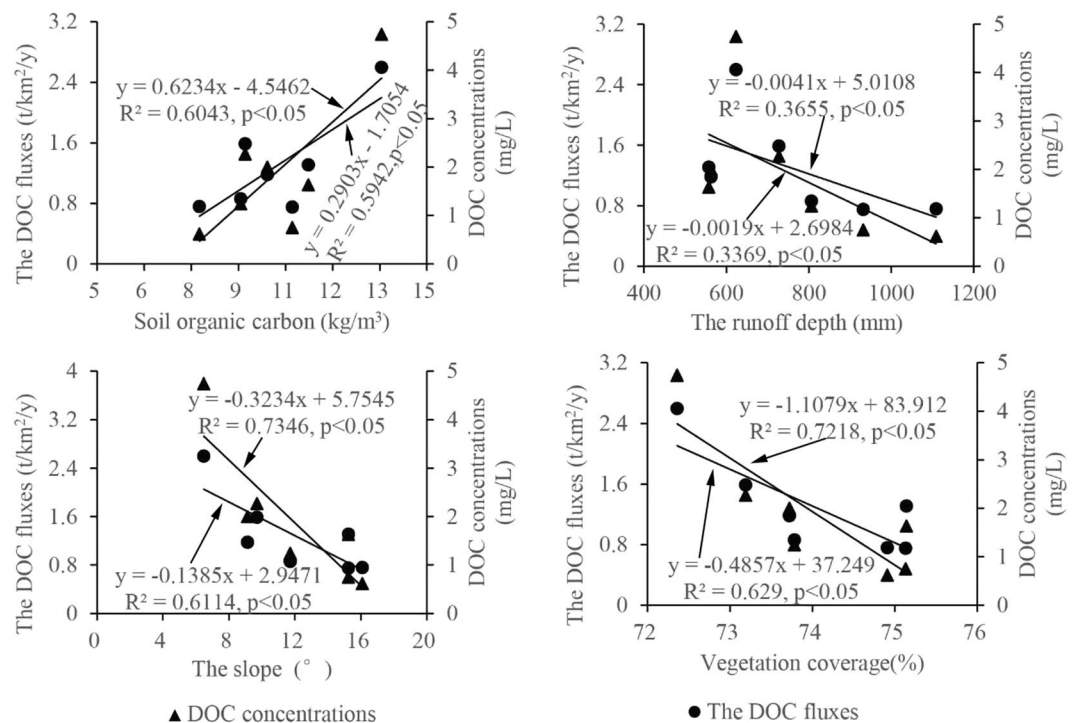 The DOC fluxes (t/km²/y)
3.2
2.4
1.6
0.8
0
5
4
3
2
1
0
DOC concentrations
(mg/L)
y = 0.6234x - 4.5462
R² = 0.6043, p<0.05
y = 0.2903x - 1.7054
R² = 0.5942,p<0.05
5 7 9 11 13 15
Soil organic carbon (kg/m³)
The DOC fluxes (t/km²/y)
3.2
2.4
1.6
0.8
0
5
4
3
2
1
0
DOC concentrations
(mg/L)
y = -0.0041x + 5.0108
R² = 0.3655, p<0.05
y = -0.0019x + 2.6984
R² = 0.3369, p<0.05
400 600 800 1000 1200
The runoff depth (mm)
The DOC fluxes (t/km²/y)
4
3.2
2.4
1.6
0.8
0
5
4
3
2
1
0
DOC concentrations
(mg/L)
y = -0.3234x + 5.7545
R² = 0.7346, p<0.05
y = -0.1385x + 2.9471
R² = 0.6114, p<0.05
0 4 8 12 16 20
The slope (°)
The DOC fluxes (t/km²/y)
3.2
2.4
1.6
0.8
0
5
4
3
2
1
0
DOC concentrations
(mg/L)
y = -1.1079x + 83.912
R² = 0.7218, p<0.05
y = -0.4857x + 37.249
R² = 0.629, p<0.05
72 73 74 75 76
Vegetation coverage(%)
DOC concentrations
The DOC fluxes